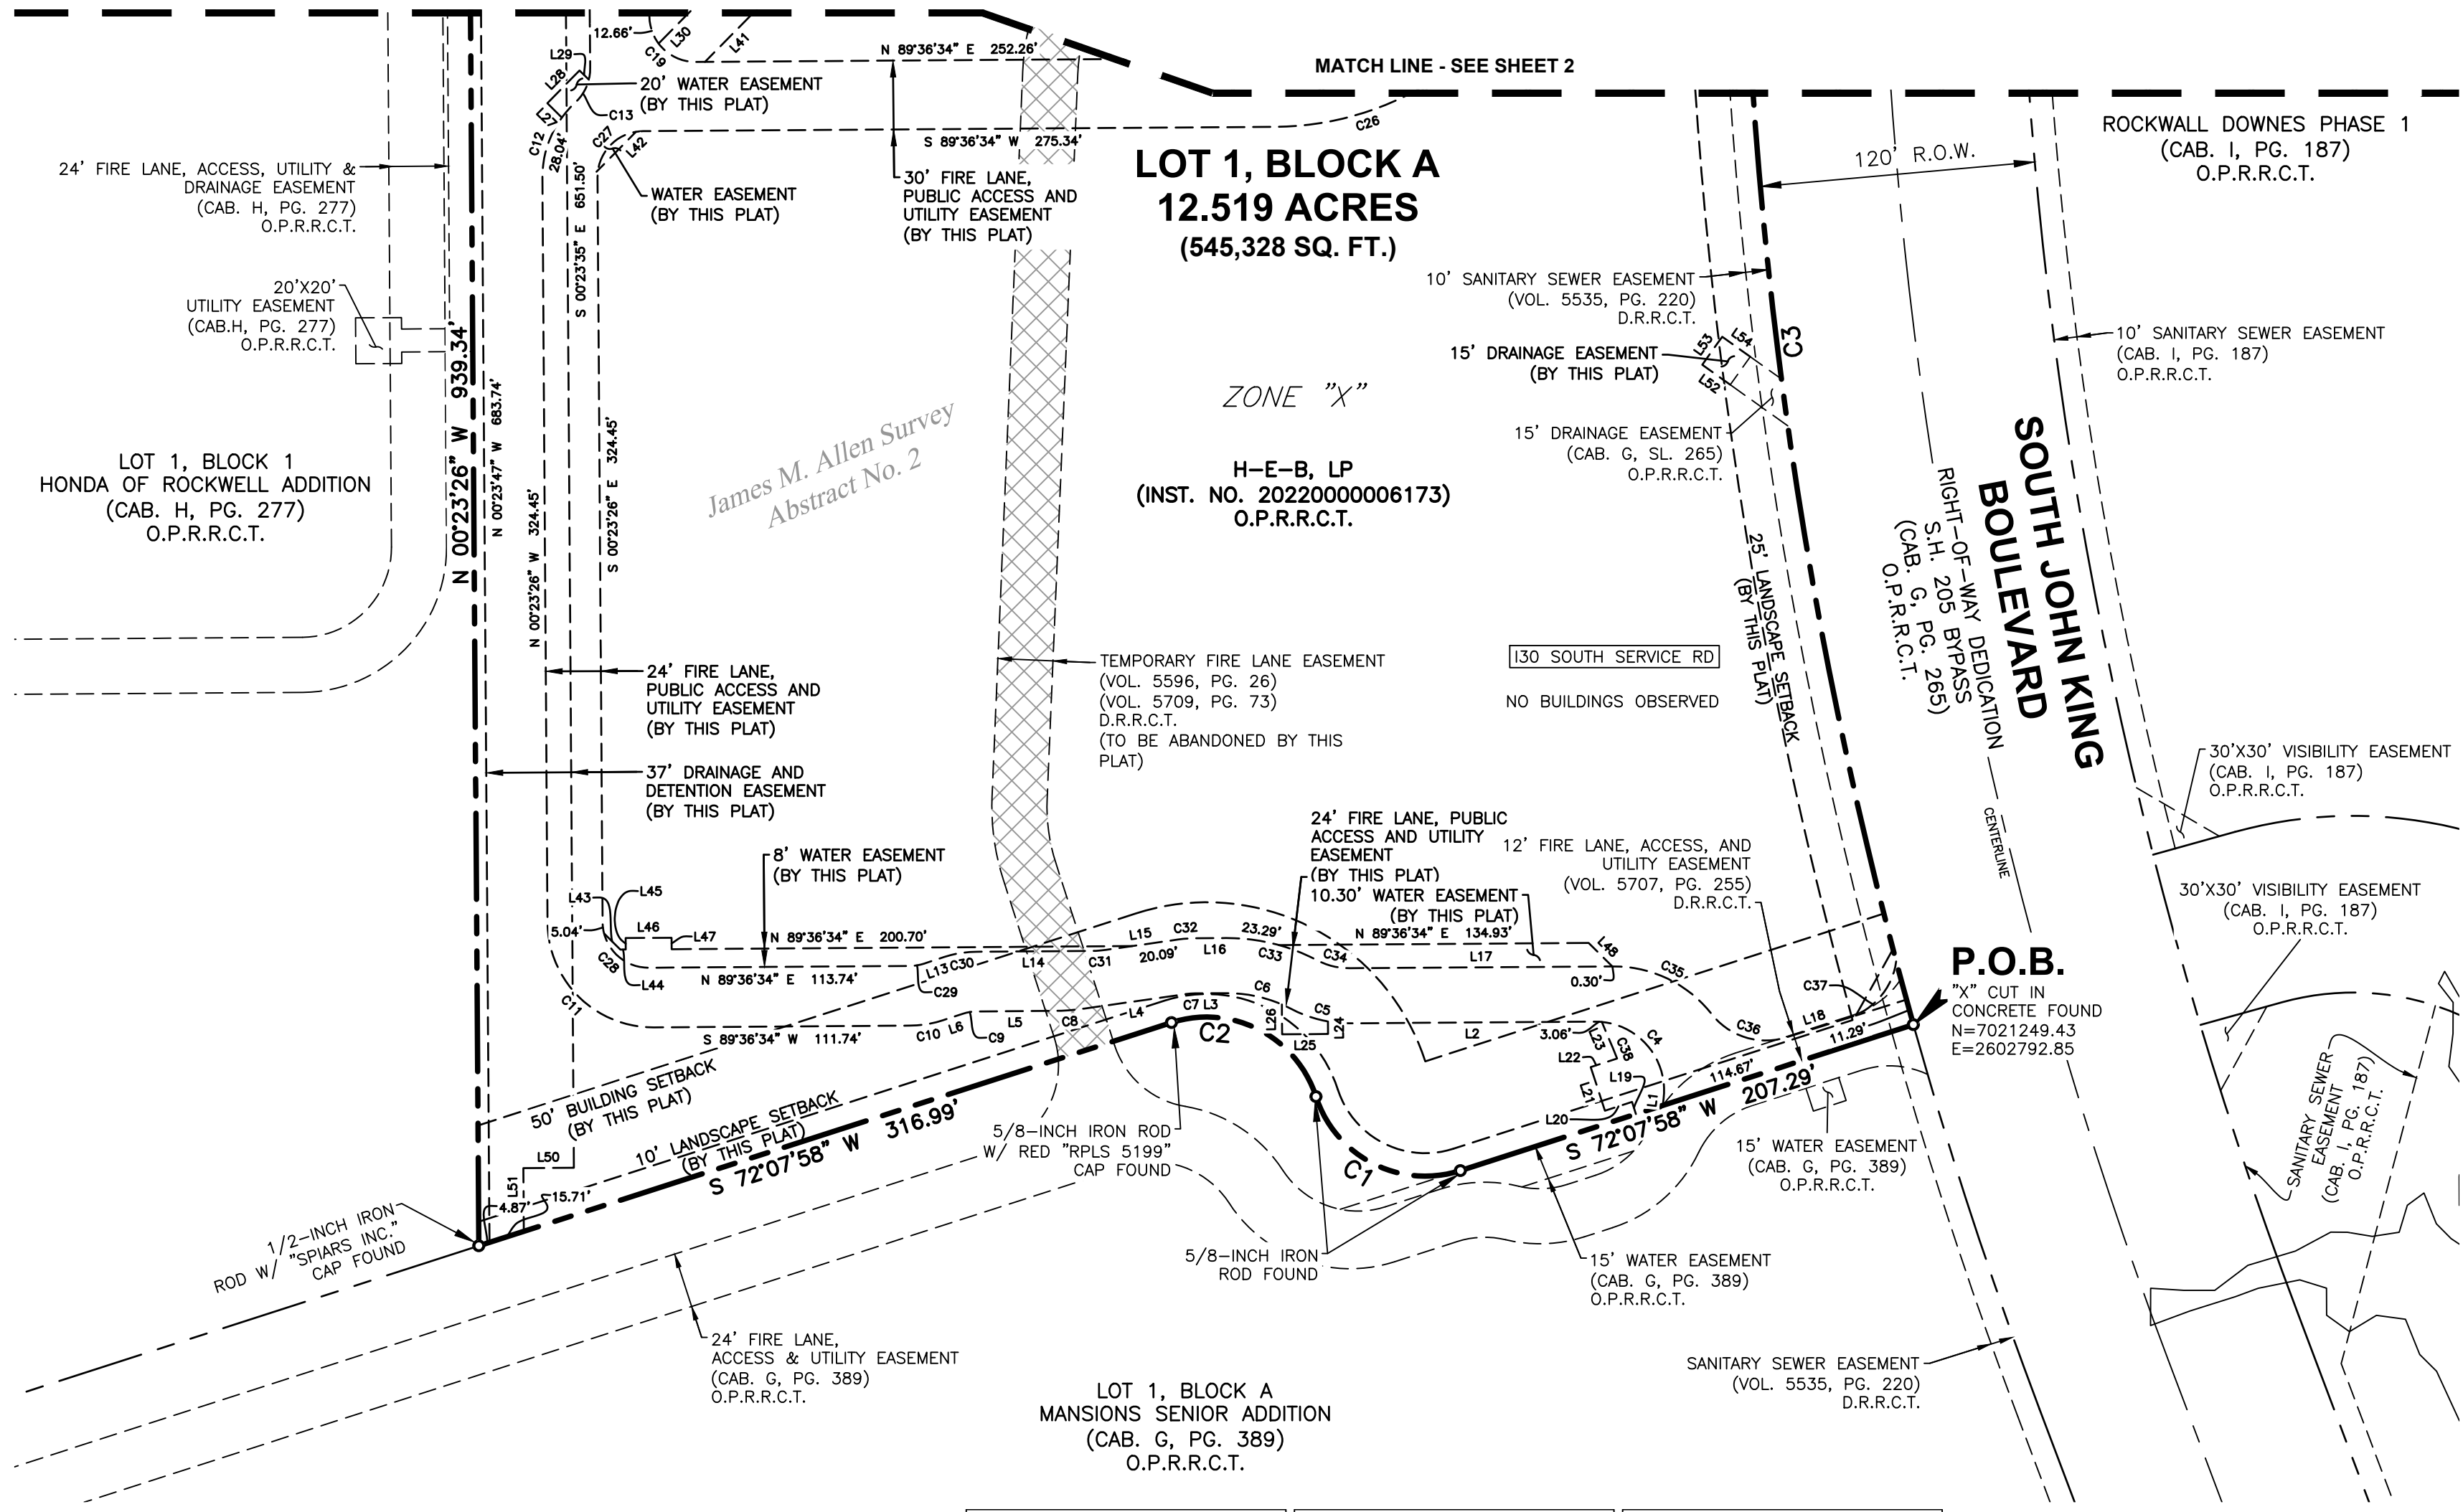 MATCH LINE - SEE SHEET 2
12.66'
L30
C19
L41
L29
L28
N 89°36'34" E 252.26'
20' WATER EASEMENT
(BY THIS PLAT)
C13
C12
28.04'
C27
L42
S 89°36'34" W 275.34'
C26
24' FIRE LANE, ACCESS, UTILITY &
DRAINAGE EASEMENT
(CAB. H, PG. 277)
O.P.R.R.C.T.
WATER EASEMENT
(BY THIS PLAT)
30' FIRE LANE,
PUBLIC ACCESS AND
UTILITY EASEMENT
(BY THIS PLAT)
LOT 1, BLOCK A
12.519 ACRES
(545,328 SQ. FT.)
120' R.O.W.
ROCKWALL DOWNES PHASE 1
(CAB. I, PG. 187)
O.P.R.R.C.T.
20'X20'
UTILITY EASEMENT
(CAB.H, PG. 277)
O.P.R.R.C.T.
N 00°23'26" W 939.34'
N 00°23'47" W 683.74'
S 00°23'35" E 651.50'
N 00°23'26" W 324.45'
S 00°23'26" E 324.45'
10' SANITARY SEWER EASEMENT
(VOL. 5535, PG. 220)
D.R.R.C.T.
C3
L53
L54
L52
15' DRAINAGE EASEMENT
(BY THIS PLAT)
15' DRAINAGE EASEMENT
(CAB. G, SL. 265)
O.P.R.R.C.T.
10' SANITARY SEWER EASEMENT
(CAB. I, PG. 187)
O.P.R.R.C.T.
LOT 1, BLOCK 1
HONDA OF ROCKWELL ADDITION
(CAB. H, PG. 277)
O.P.R.R.C.T.
James M. Allen Survey
Abstract No. 2
ZONE "X"
H-E-B, LP
(INST. NO. 20220000006173)
O.P.R.R.C.T.
25' LANDSCAPE SETBACK
(BY THIS PLAT)
SOUTH JOHN KING
BOULEVARD
RIGHT-OF-WAY DEDICATION
S.H. 205 BYPASS
(CAB. G, PG. 265)
O.P.R.R.C.T.
CENTERLINE
24' FIRE LANE,
PUBLIC ACCESS AND
UTILITY EASEMENT
(BY THIS PLAT)
37' DRAINAGE AND
DETENTION EASEMENT
(BY THIS PLAT)
TEMPORARY FIRE LANE EASEMENT
(VOL. 5596, PG. 26)
(VOL. 5709, PG. 73)
D.R.R.C.T.
(TO BE ABANDONED BY THIS
PLAT)
I30 SOUTH SERVICE RD
NO BUILDINGS OBSERVED
30'X30' VISIBILITY EASEMENT
(CAB. I, PG. 187)
O.P.R.R.C.T.
8' WATER EASEMENT
(BY THIS PLAT)
24' FIRE LANE, PUBLIC
ACCESS AND UTILITY
EASEMENT
(BY THIS PLAT)
10.30' WATER EASEMENT
(BY THIS PLAT)
12' FIRE LANE, ACCESS, AND
UTILITY EASEMENT
(VOL. 5707, PG. 255)
D.R.R.C.T.
30'X30' VISIBILITY EASEMENT
(CAB. I, PG. 187)
O.P.R.R.C.T.
L43
L45
5.04'
L46
L47
C28
L44
C11
N 89°36'34" E 200.70'
N 89°36'34" E 113.74'
L13
C30
C29
L14
C31
L15
20.09'
C32
L16
23.29'
C33
C34
N 89°36'34" E 134.93'
L17
L48
0.30'
C35
C37
C36
L18
11.29'
P.O.B.
"X" CUT IN
CONCRETE FOUND
N=7021249.43
E=2602792.85
S 89°36'34" W 111.74'
C10
L6
C9
L5
C8
L4
C7
L3
C6
C5
L26
L24
L25
L2
3.06'
L23
C38
C4
L22
L21
L19
L20
L1
114.67'
C2
C1
S 72°07'58" W 207.29'
50' BUILDING SETBACK
(BY THIS PLAT)
10' LANDSCAPE SETBACK
(BY THIS PLAT)
S 72°07'58" W 316.99'
L50
L51
4.87'
15.71'
1/2-INCH IRON
ROD W/ "SPIARS INC."
CAP FOUND
5/8-INCH IRON ROD
W/ RED "RPLS 5199"
CAP FOUND
5/8-INCH IRON
ROD FOUND
15' WATER EASEMENT
(CAB. G, PG. 389)
O.P.R.R.C.T.
15' WATER EASEMENT
(CAB. G, PG. 389)
O.P.R.R.C.T.
SANITARY SEWER
EASEMENT
(CAB. I, PG. 187)
O.P.R.R.C.T.
24' FIRE LANE,
ACCESS & UTILITY EASEMENT
(CAB. G, PG. 389)
O.P.R.R.C.T.
LOT 1, BLOCK A
MANSIONS SENIOR ADDITION
(CAB. G, PG. 389)
O.P.R.R.C.T.
SANITARY SEWER EASEMENT
(VOL. 5535, PG. 220)
D.R.R.C.T.